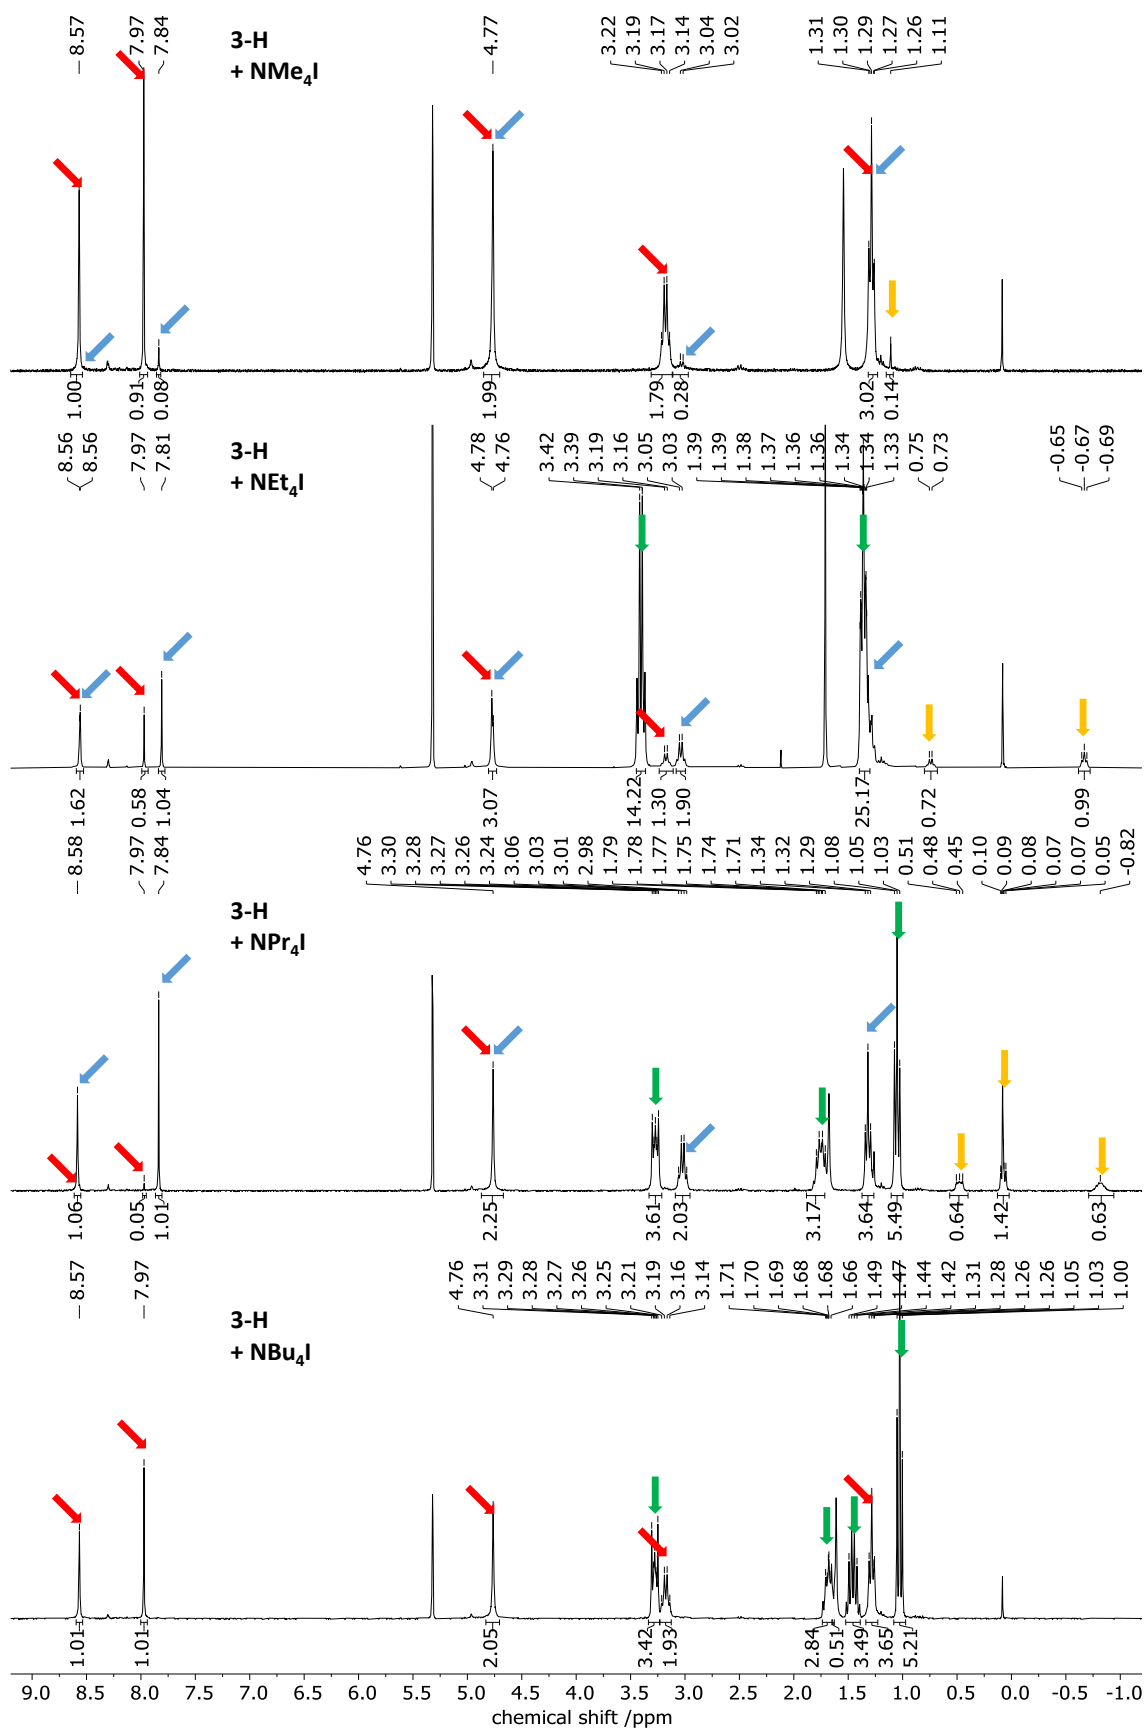 8.57 7.97 7.84 4.77 3.22 3.19 3.17 3.14 3.04 3.02 1.31 1.30 1.29 1.27 1.26 1.11
3-H
+ NMe4I
1.00 0.91 0.08 1.99 1.79 0.28 3.02 0.14
8.56 8.56 7.97 7.81 4.78 4.76 3.42 3.39 3.19 3.16 3.05 3.03 1.39 1.39 1.38 1.37 1.36 1.36 1.34 1.34 1.33 0.75 0.73 -0.65 -0.67 -0.69
3-H
+ NEt4I
1.62 0.58 1.04 3.07 14.22 1.30 1.90 25.17 0.72 0.99
8.58 7.97 7.84 4.76 3.30 3.28 3.27 3.26 3.24 3.06 3.03 3.01 2.98 1.79 1.78 1.77 1.75 1.74 1.71 1.34 1.32 1.29 1.08 1.05 1.03 0.51 0.48 0.45 0.10 0.09 0.08 0.07 0.07 0.05 -0.82
3-H
+ NPr4I
1.06 0.05 1.01 2.25 3.61 2.03 3.17 3.64 5.49 0.64 1.42 0.63
8.57 7.97 4.76 3.31 3.29 3.28 3.27 3.26 3.25 3.21 3.19 3.16 3.14 1.71 1.70 1.69 1.68 1.68 1.66 1.49 1.47 1.44 1.42 1.31 1.28 1.26 1.26 1.05 1.03 1.00
3-H
+ NBu4I
1.01 1.01 2.05 3.42 1.93 2.84 0.51 3.49 3.65 5.21
9.0 8.5 8.0 7.5 7.0 6.5 6.0 5.5 5.0 4.5 4.0 3.5 3.0 2.5 2.0 1.5 1.0 0.5 0.0 -0.5 -1.0
chemical shift /ppm